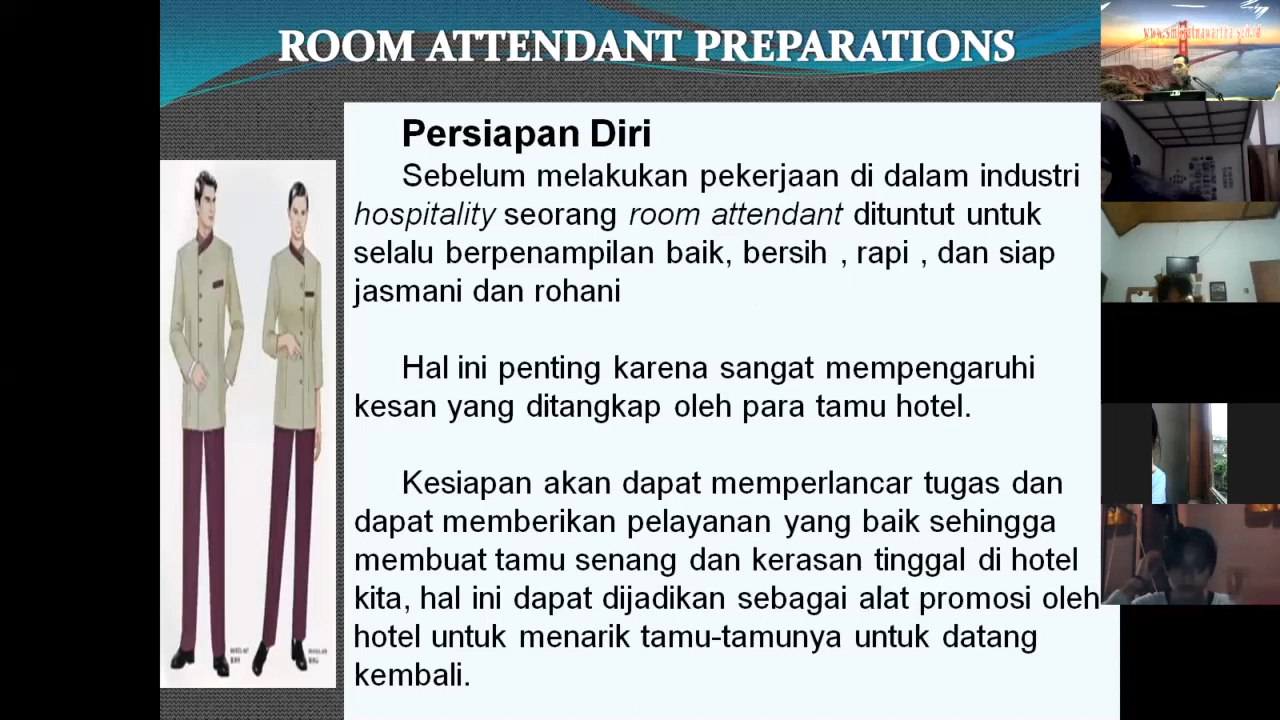 ROOM ATTENDANT PREPARATIONS
Persiapan Diri
Sebelum melakukan pekerjaan di dalam industri
hospitality seorang room attendant dituntut untuk
selalu berpenampilan baik, bersih , rapi , dan siap
jasmani dan rohani
Hal ini penting karena sangat mempengaruhi
kesan yang ditangkap oleh para tamu hotel.
Kesiapan akan dapat memperlancar tugas dan
dapat memberikan pelayanan yang baik sehingga
membuat tamu senang dan kerasan tinggal di hotel
kita, hal ini dapat dijadikan sebagai alat promosi oleh
hotel untuk menarik tamu-tamunya untuk datang
kembali.